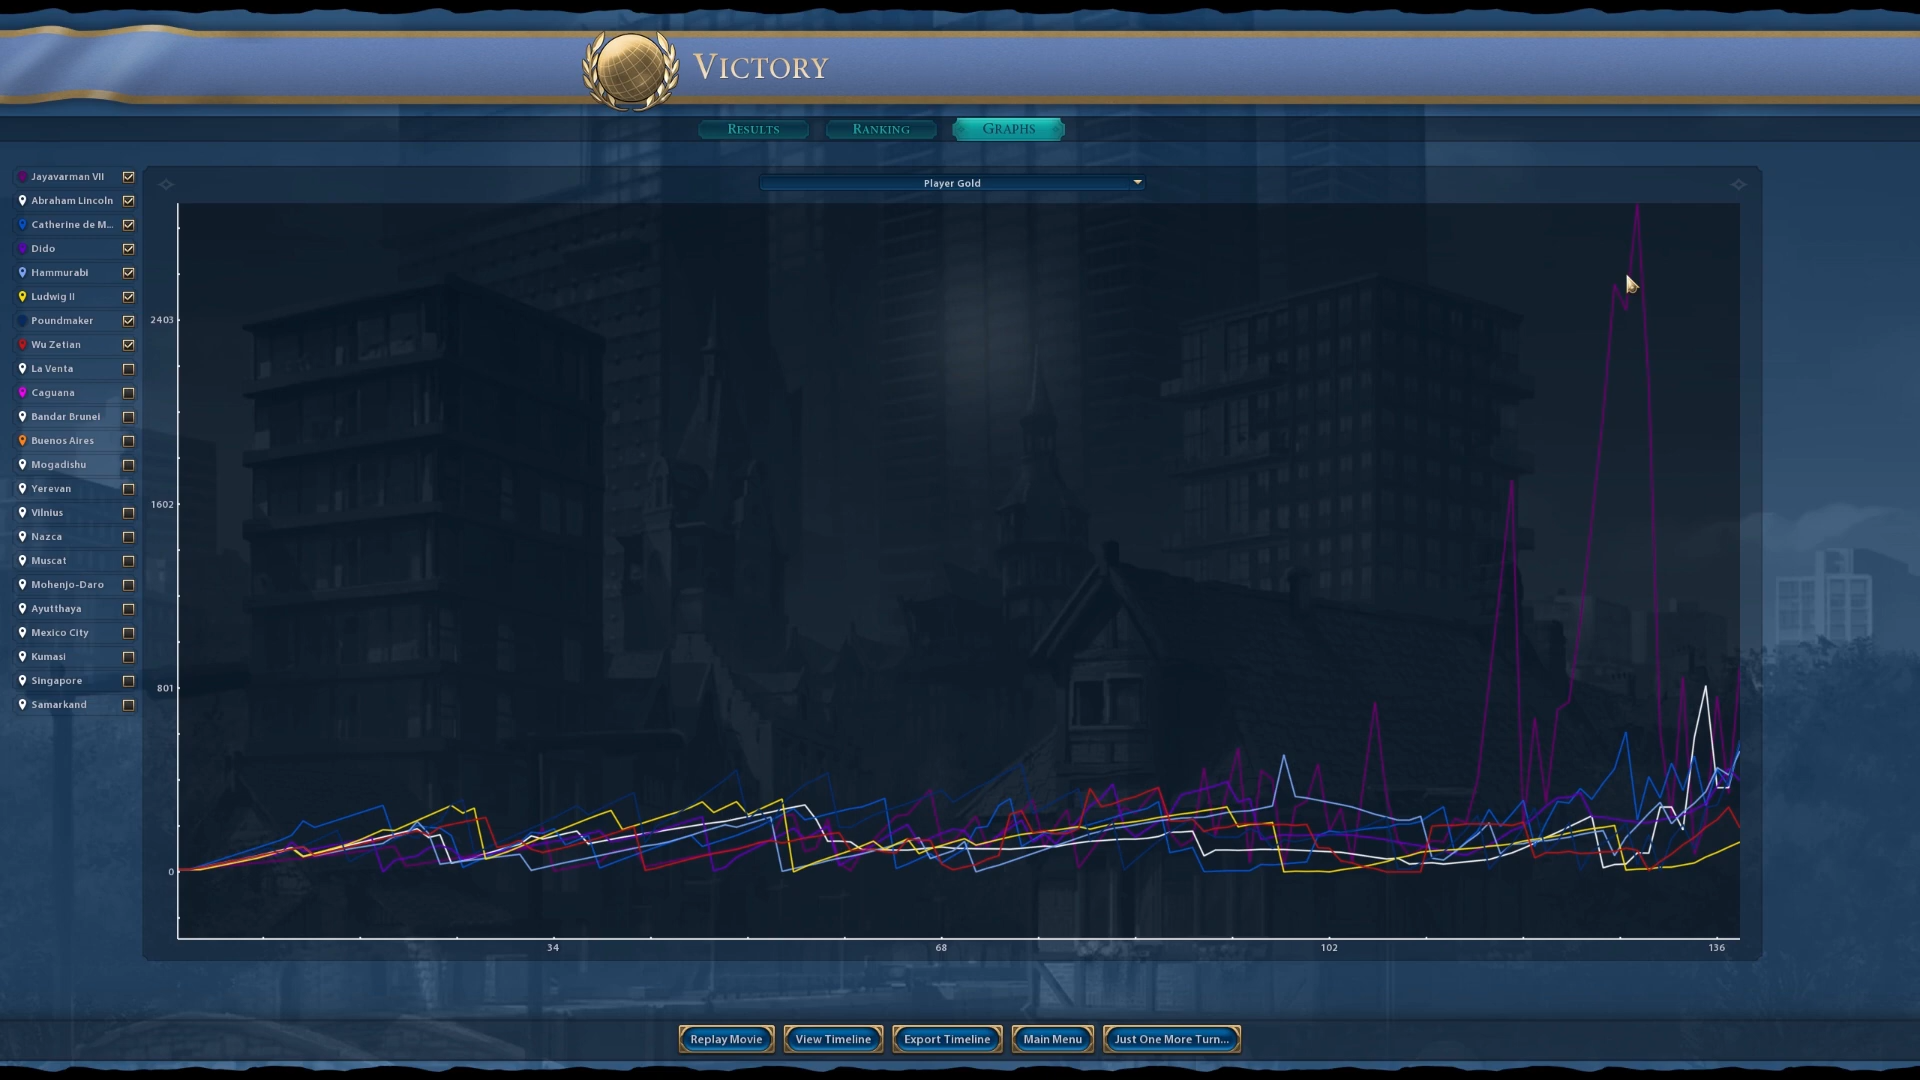 VICTORY
RESULTS
RANKING
GRAPHS
Player Gold
Jayavarman VII
Abraham Lincoln
Catherine de M...
Dido
Hammurabi
Ludwig II
Poundmaker
Wu Zetian
La Venta
Caguana
Bandar Brunei
Buenos Aires
Mogadishu
Yerevan
Vilnius
Nazca
Muscat
Mohenjo-Daro
Ayutthaya
Mexico City
Kumasi
Singapore
Samarkand
2403
1602
801
0
34
68
102
136
Replay Movie
View Timeline
Export Timeline
Main Menu
Just One More Turn...